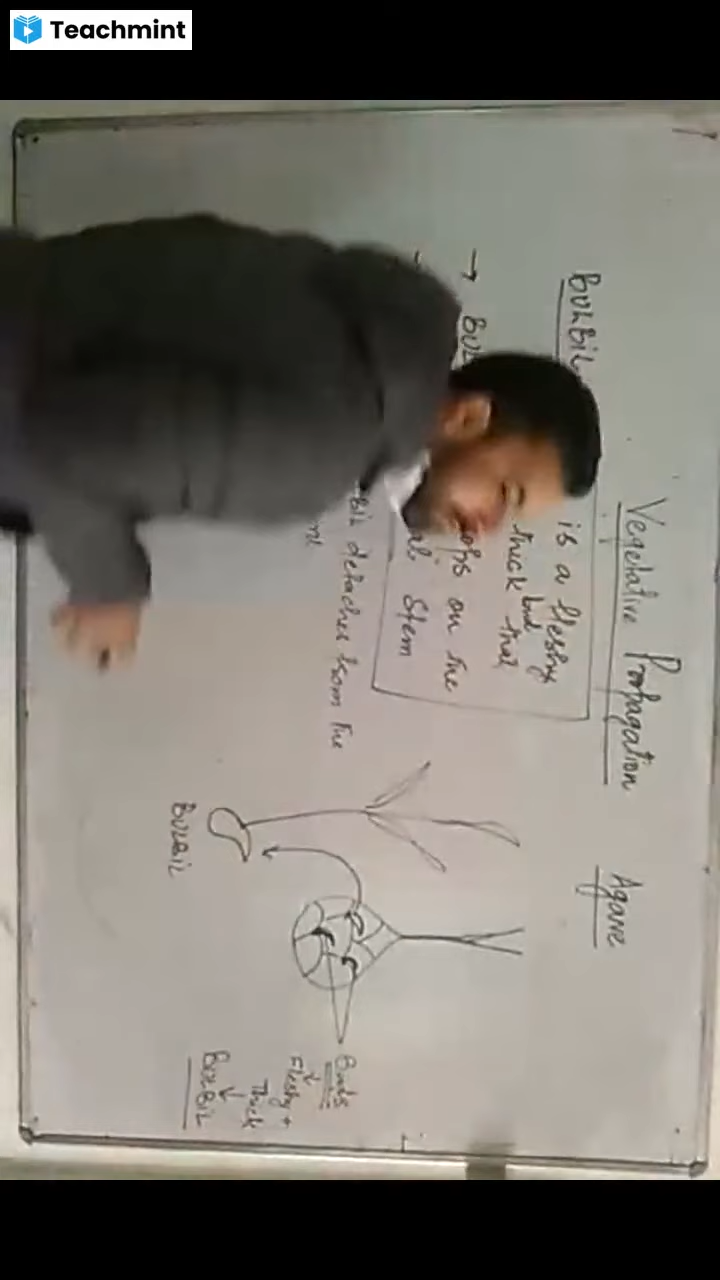 Teachmint
Vegetative Propagation
Agave
BULBIL
is a fleshy
thick bud that
on the
Stem
detaches from the
BULBIL
Buds
Fleshy +
Thick
BULBIL